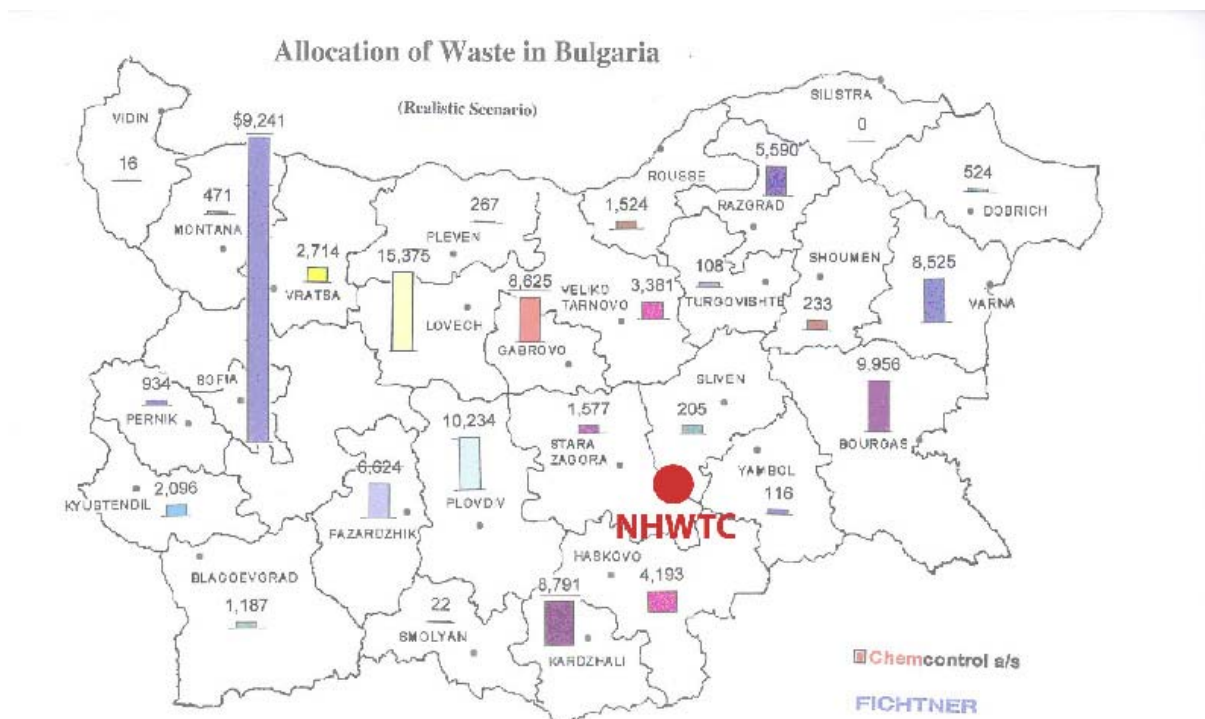 Allocation of Waste in Bulgaria
(Realistic Scenario)
VIDIN
16
$9,241
471
MONTANA
2,714
VRATSA
267
PLEVEN
15,375
LOVECH
8,625
GABROVO
VELIKO
TARNOVO
3,381
1,524
ROUSSE
5,590
RAZGRAD
SILISTRA
0
524
DOBRICH
108
TURGOVISHTE
SHOUMEN
233
8,525
VARNA
SOFIA
934
PERNIK
2,096
KYUSTENDIL
6,624
FAZARDZHIK
10,234
PLOVDIV
1,577
STARA
ZAGORA
SLIVEN
205
YAMBOL
116
9,956
BOURGAS
NHWTC
BLAGOEVGRAD
1,187
22
SMOLYAN
8,791
KARDZHALI
HASKOVO
4,193
Chemcontrol a/s
FICHTNER